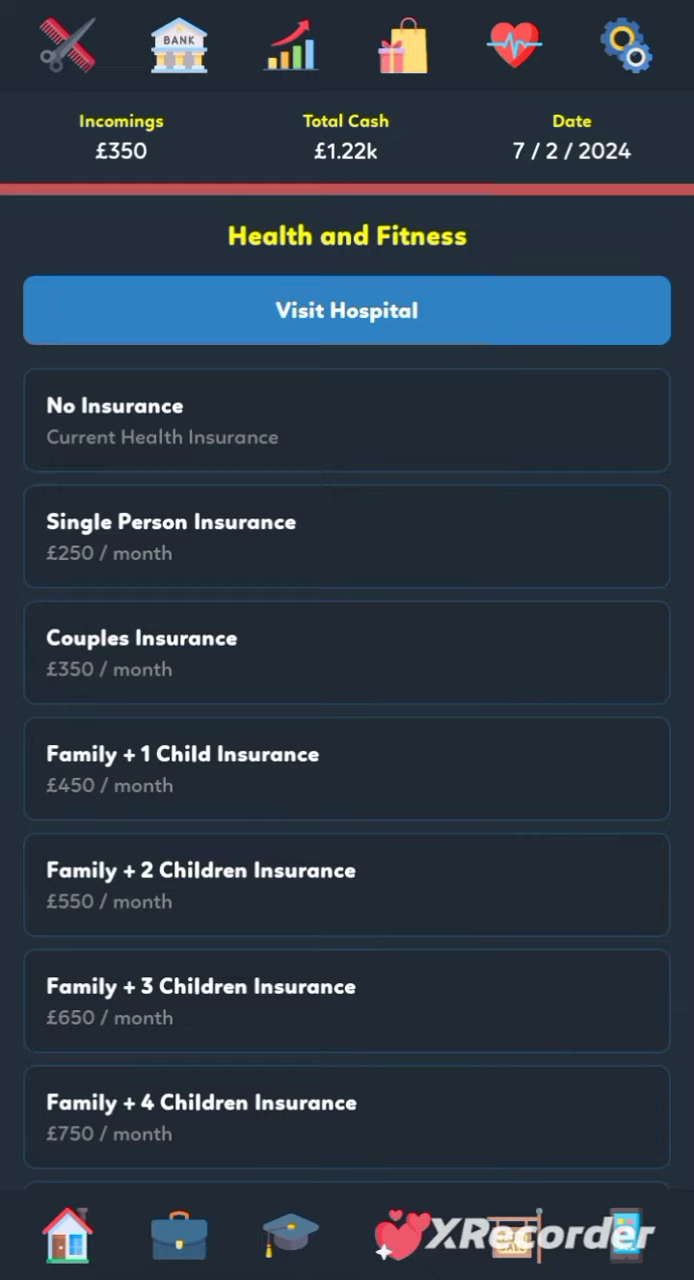 BANK
Incomings
Total Cash
Date
£350
£1.22k
7 / 2 / 2024
Health and Fitness
Visit Hospital
No Insurance
Current Health Insurance
Single Person Insurance
£250 / month
Couples Insurance
£350 / month
Family + 1 Child Insurance
£450 / month
Family + 2 Children Insurance
£550 / month
Family + 3 Children Insurance
£650 / month
Family + 4 Children Insurance
£750 / month
XRecorder